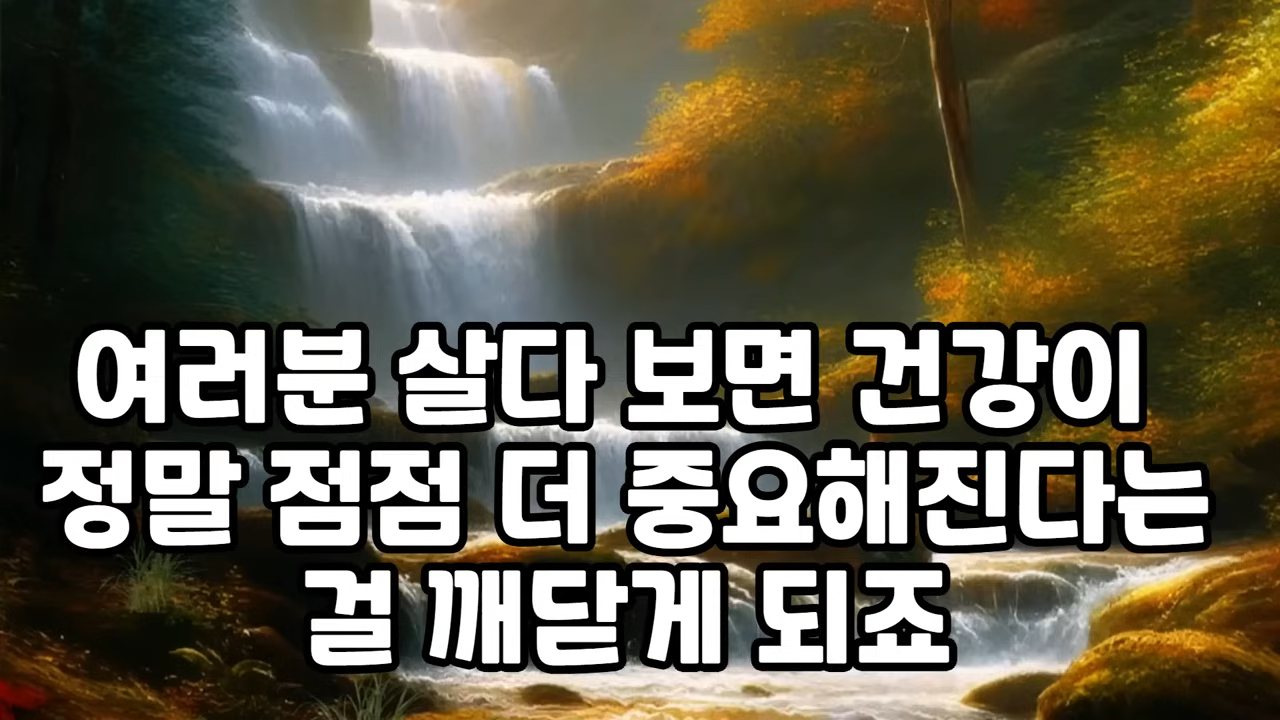 여러분 살다 보면 건강이
정말 점점 더 중요해진다는
걸 깨닫게 되죠